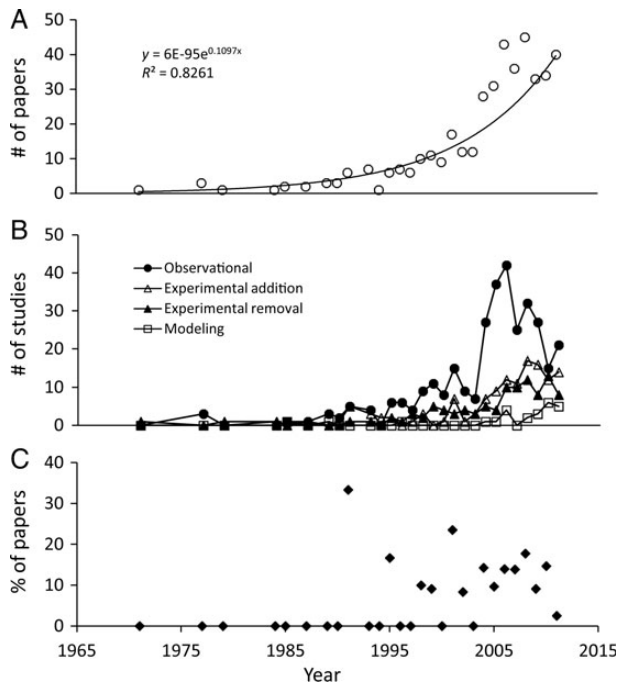 A
50
40
30
20
10
0
# of papers
y = 6E-95e^0.1097x
R² = 0.8261
B
50
40
30
20
10
0
# of studies
Observational
Experimental addition
Experimental removal
Modeling
C
40
30
20
10
0
% of papers
1965 1975 1985 1995 2005 2015
Year